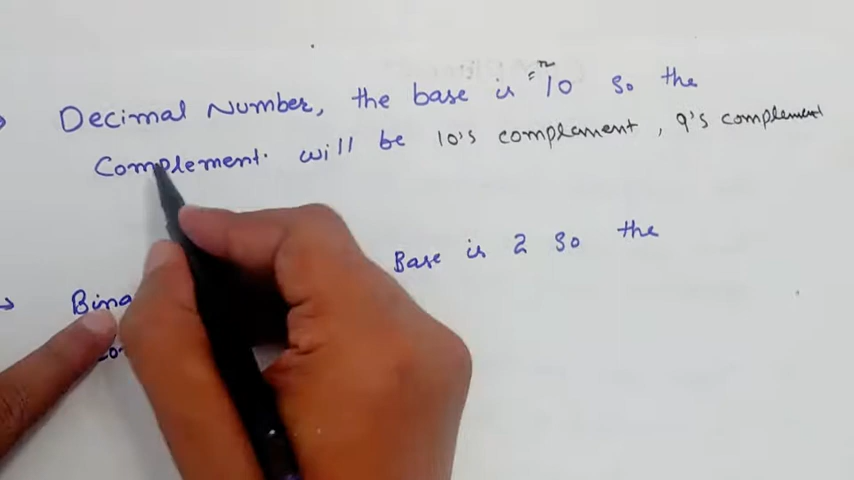 Decimal Number, the base is 10 so the
Complement will be 10's complement, 9's complement
Bina Base is 2 so the